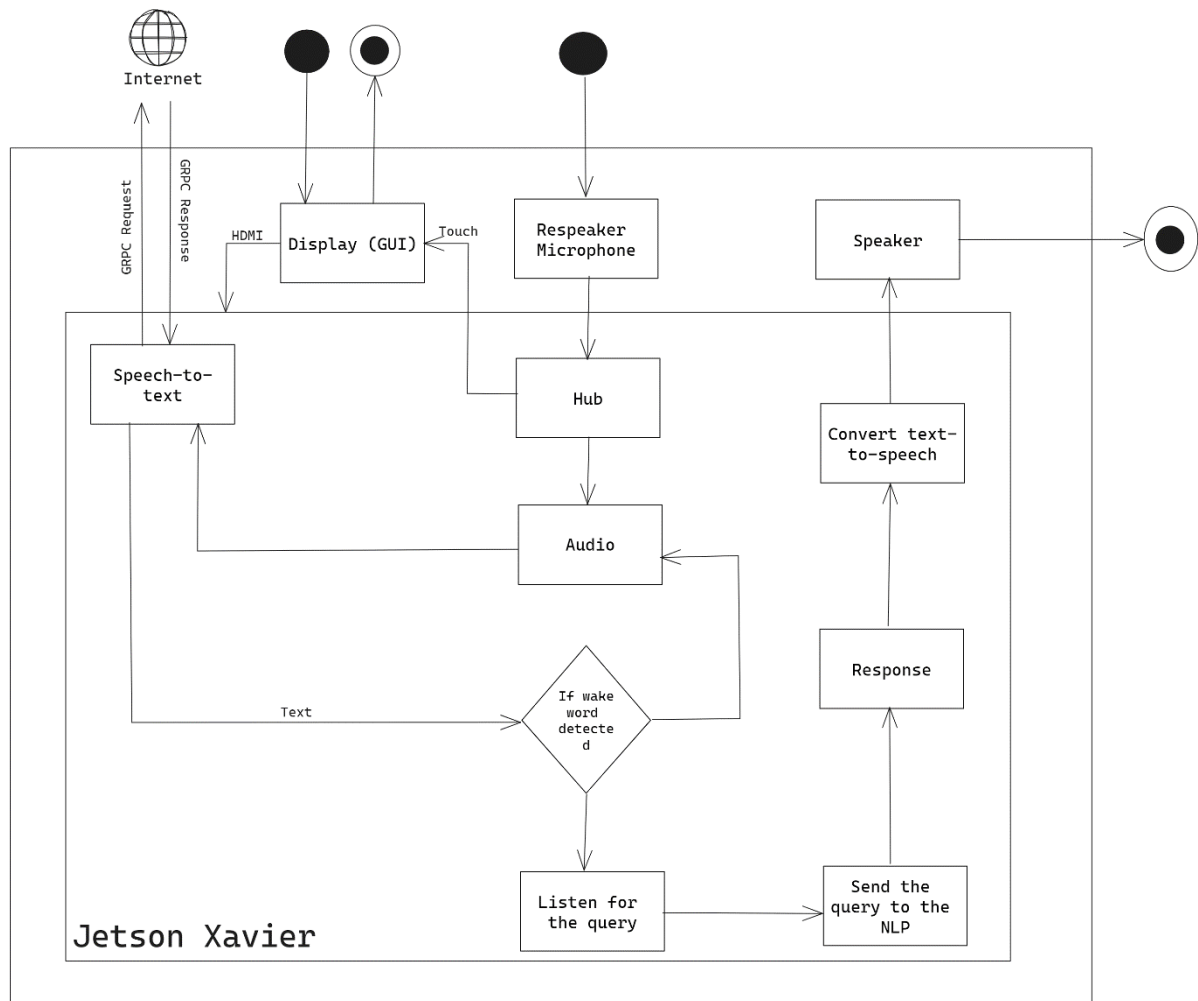 Internet
GRPC Request
GRPC Response
HDMI
Display (GUI)
Touch
Respeaker
Microphone
Speaker
Speech-to-
text
Hub
Convert text-
to-speech
Audio
If wake
word
detecte
d
Response
Text
Listen for
the query
Send the
query to the
NLP
Jetson Xavier